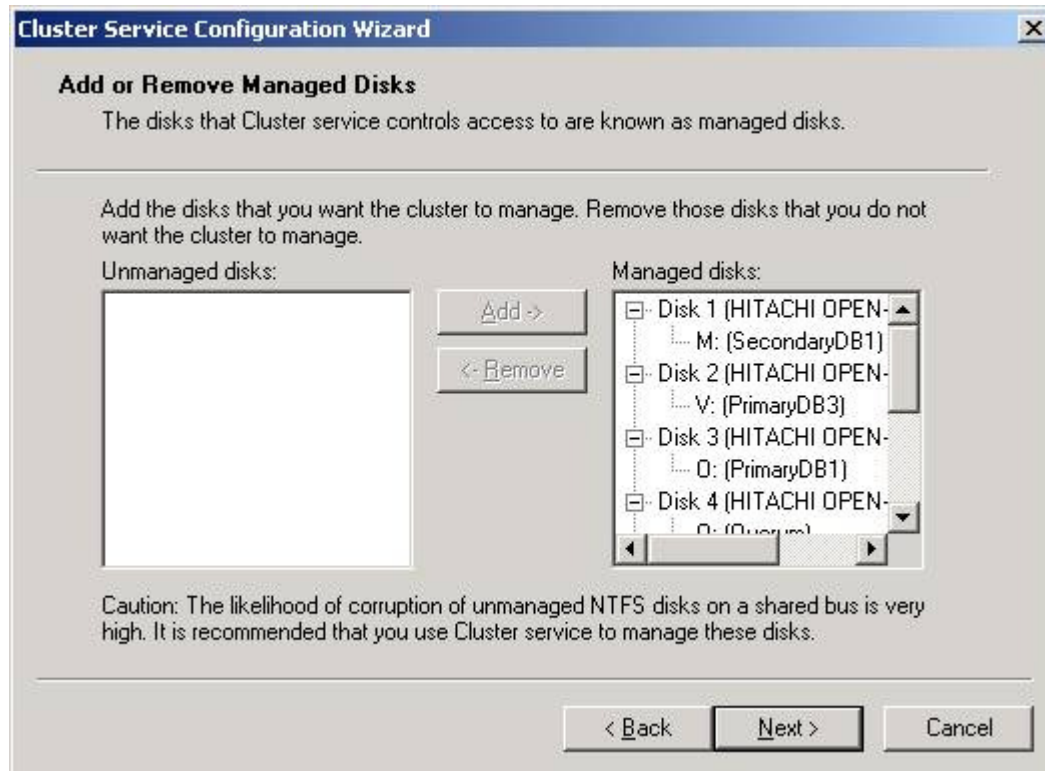 Cluster Service Configuration Wizard
Add or Remove Managed Disks
The disks that Cluster service controls access to are known as managed disks.
Add the disks that you want the cluster to manage. Remove those disks that you do not
want the cluster to manage.
Unmanaged disks:
Managed disks:
Add ->
<- Remove
Disk 1 (HITACHI OPEN-
M: (SecondaryDB1)
Disk 2 (HITACHI OPEN-
V: (PrimaryDB3)
Disk 3 (HITACHI OPEN-
O: (PrimaryDB1)
Disk 4 (HITACHI OPEN-
(Quorum)
Caution: The likelihood of corruption of unmanaged NTFS disks on a shared bus is very
high. It is recommended that you use Cluster service to manage these disks.
< Back
Next >
Cancel